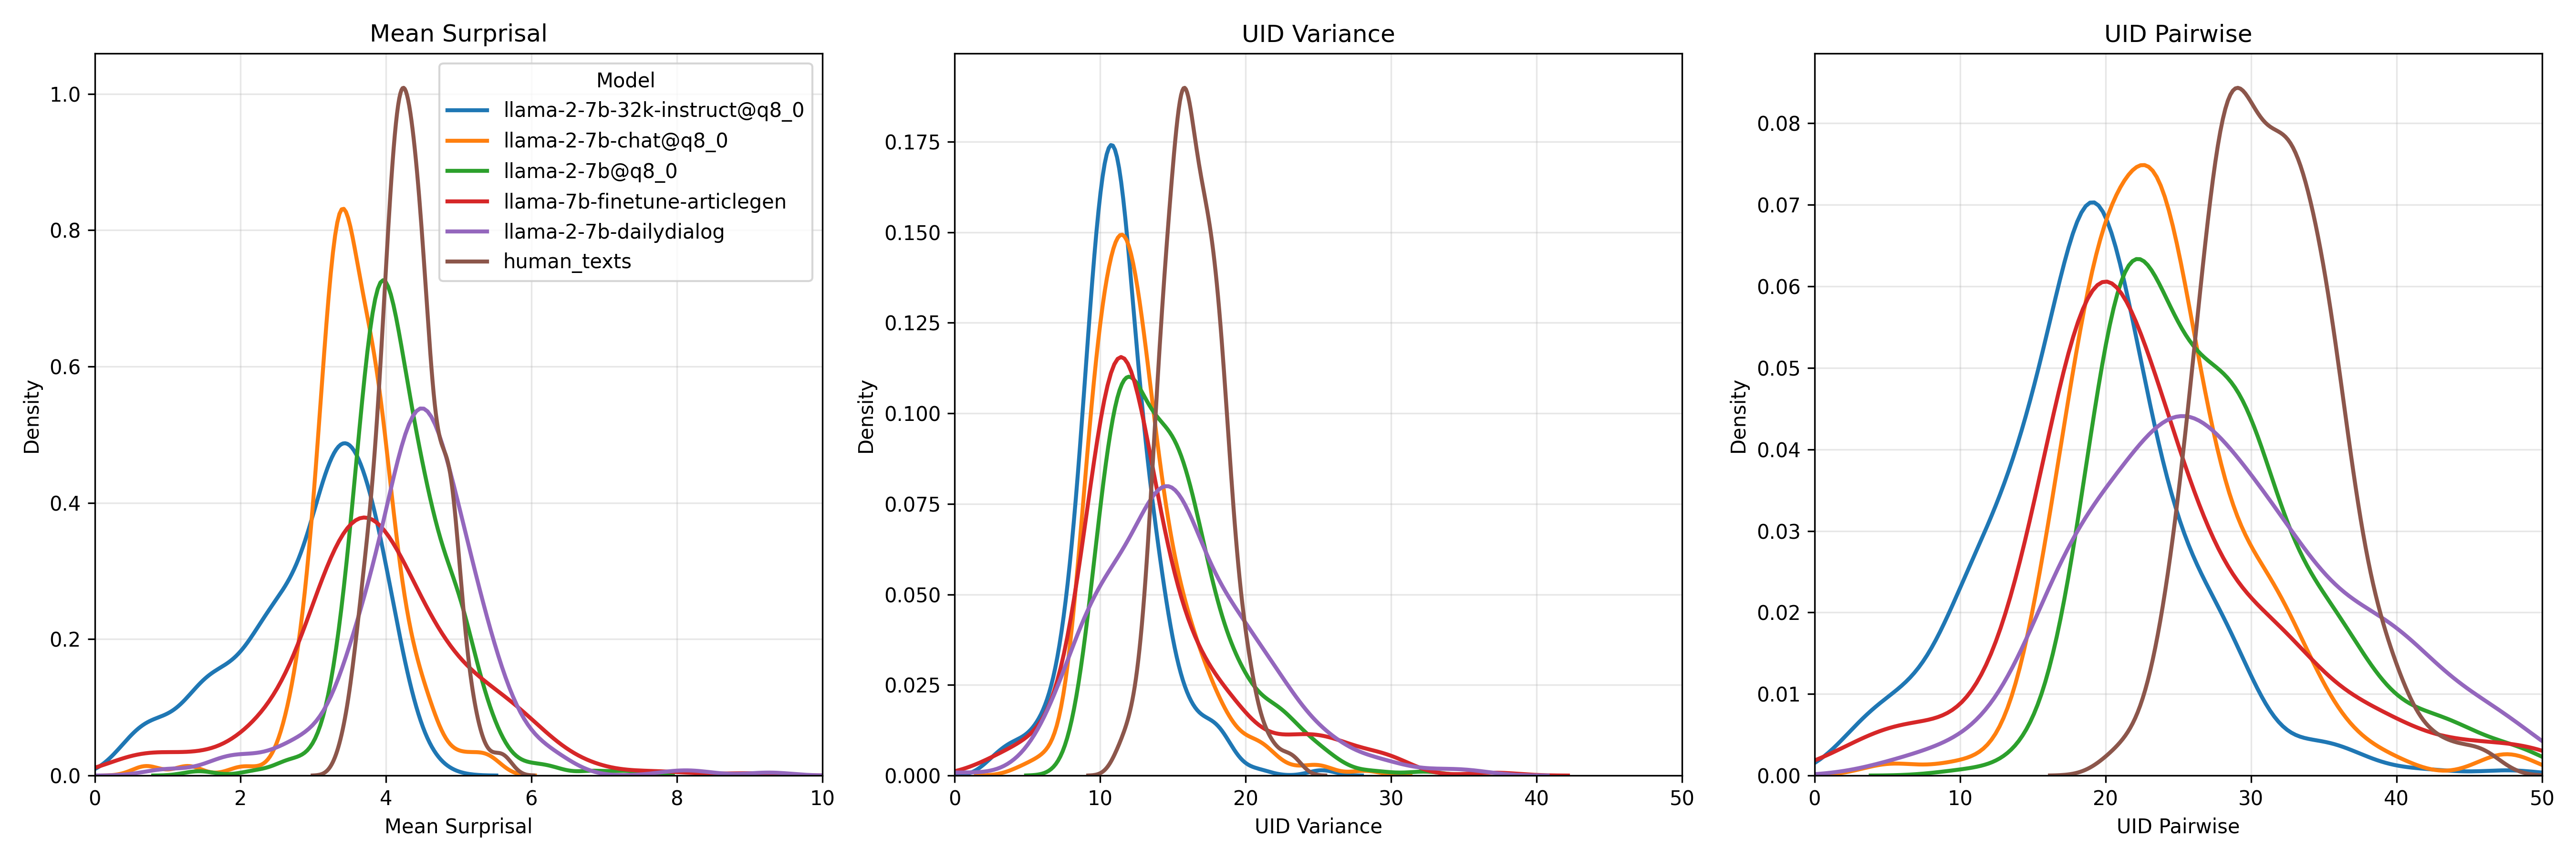 Mean Surprisal
Density
1.0
0.8
0.6
0.4
0.2
0.0
0 2 4 6 8 10
Mean Surprisal
Model
llama-2-7b-32k-instruct@q8_0
llama-2-7b-chat@q8_0
llama-2-7b@q8_0
llama-7b-finetune-articlegen
llama-2-7b-dailydialog
human_texts
UID Variance
Density
0.175
0.150
0.125
0.100
0.075
0.050
0.025
0.000
0 10 20 30 40 50
UID Variance
UID Pairwise
Density
0.08
0.07
0.06
0.05
0.04
0.03
0.02
0.01
0.00
0 10 20 30 40 50
UID Pairwise